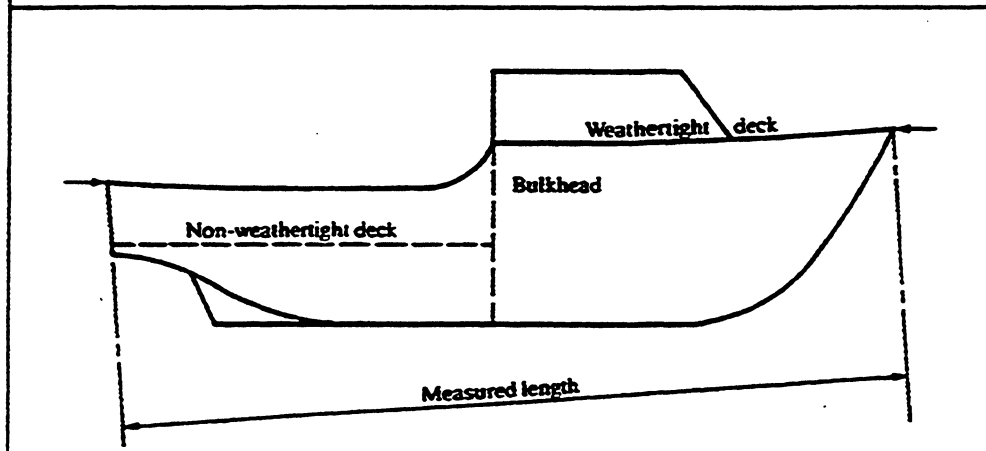 Weathertight deck
Bulkhead
Non-weathertight deck
Measured length